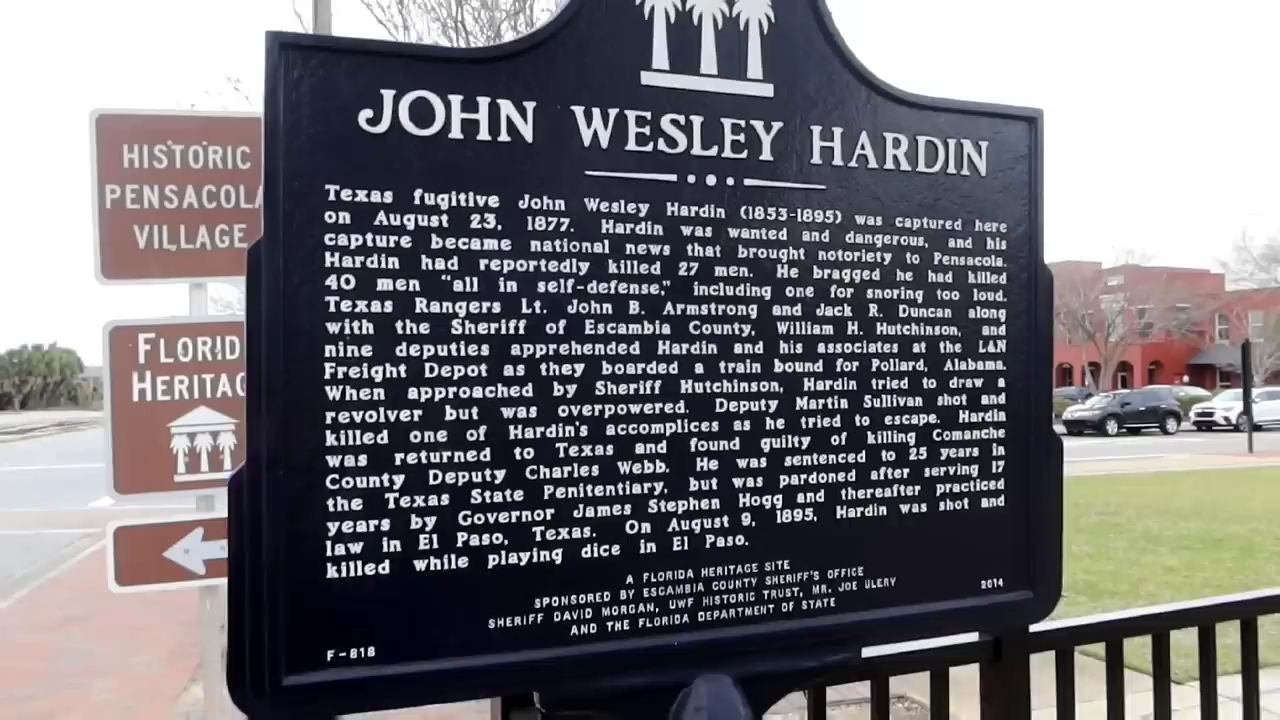 HISTORIC
PENSACOLA
VILLAGE
FLORID
HERITAG
JOHN WESLEY HARDIN
Texas fugitive John Wesley Hardin (1853-1895) was captured here
on August 23, 1877. Hardin was wanted and dangerous, and his
capture became national news that brought notoriety to Pensacola.
Hardin had reportedly killed 27 men. He bragged he had killed
40 men "all in self-defense," including one for snoring too loud.
Texas Rangers Lt. John B. Armstrong and Jack R. Duncan along
with the Sheriff of Escambia County, William H. Hutchinson, and
nine deputies apprehended Hardin and his associates at the L&N
Freight Depot as they boarded a train bound for Pollard, Alabama.
When approached by Sheriff Hutchinson, Hardin tried to draw a
revolver but was overpowered. Deputy Martin Sullivan shot and
killed one of Hardin's accomplices as he tried to escape. Hardin
was returned to Texas and found guilty of killing Comanche
County Deputy Charles Webb. He was sentenced to 25 years in
the Texas State Penitentiary, but was pardoned after serving 17
years by Governor James Stephen Hogg and thereafter practiced
law in El Paso, Texas. On August 9, 1895, Hardin was shot and
killed while playing dice in El Paso.
A FLORIDA HERITAGE SITE
SPONSORED BY ESCAMBIA COUNTY SHERIFF'S OFFICE
SHERIFF DAVID MORGAN, UWF HISTORIC TRUST, MR. JOE ULERY
AND THE FLORIDA DEPARTMENT OF STATE
F-818
2014